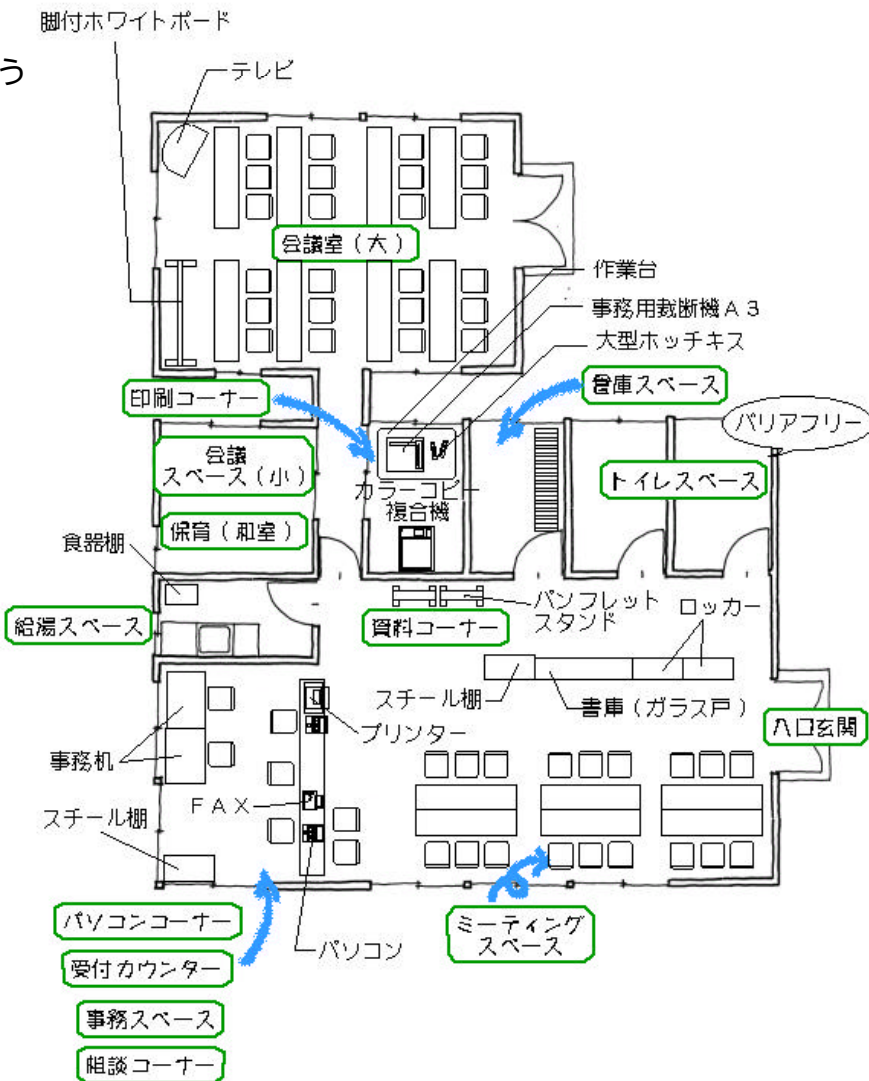 脚付ホワイトボード
う
テレビ
会議室（大）
作業台
事務用裁断機Ａ３
大型ホッチキス
印刷コーナー
倉庫スペース
バリアフリー
会議
スペース（小）
カラーコピー
複合機
トイレスペース
保育（和室）
食器棚
給湯スペース
資料コーナー
パンフレット
スタンド
ロッカー
スチール棚
書庫（ガラス戸）
入口玄関
プリンター
事務机
ＦＡＸ
スチール棚
パソコンコーナー
ミーティング
スペース
パソコン
受付カウンター
事務スペース
相談コーナー